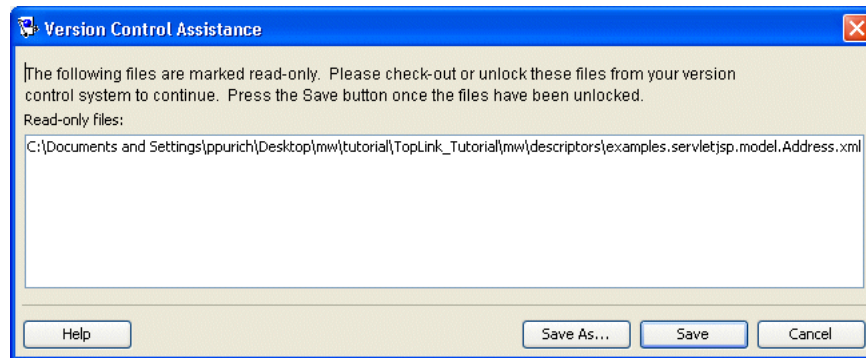 Version Control Assistance
The following files are marked read-only. Please check-out or unlock these files from your version
control system to continue. Press the Save button once the files have been unlocked.
Read-only files:
C:\Documents and Settings\ppurich\Desktop\mw\tutorial\TopLink_Tutorial\mw\descriptors\examples.servletjsp.model.Address.xml
Help
Save As...
Save
Cancel